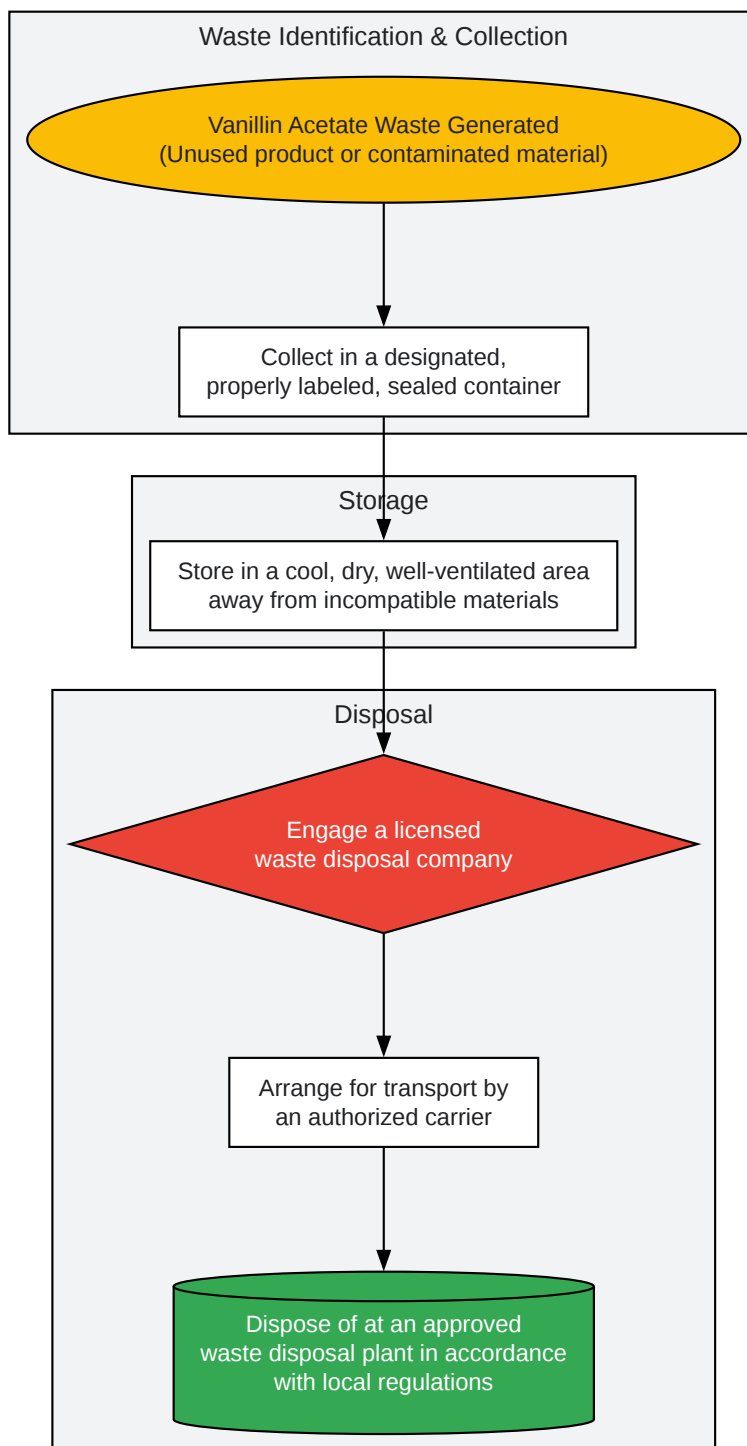 Waste Identification & Collection
Vanillin Acetate Waste Generated
(Unused product or contaminated material)
Collect in a designated,
properly labeled, sealed container
Storage
Store in a cool, dry, well-ventilated area
away from incompatible materials
Disposal
Engage a licensed
waste disposal company
Arrange for transport by
an authorized carrier
Dispose of at an approved
waste disposal plant in accordance
with local regulations